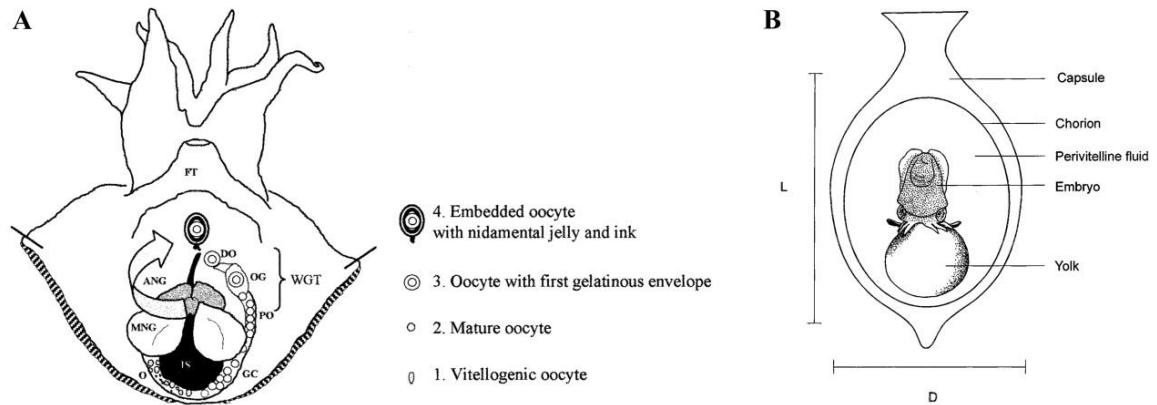 A
FT
DO
ANG
OG
WGT
PO
MNG
IS
O
GC
4. Embedded oocyte
with nidamental jelly and ink
3. Oocyte with first gelatinous envelope
2. Mature oocyte
1. Vitellogenic oocyte
B
Capsule
Chorion
Perivitelline fluid
L
Embryo
Yolk
D